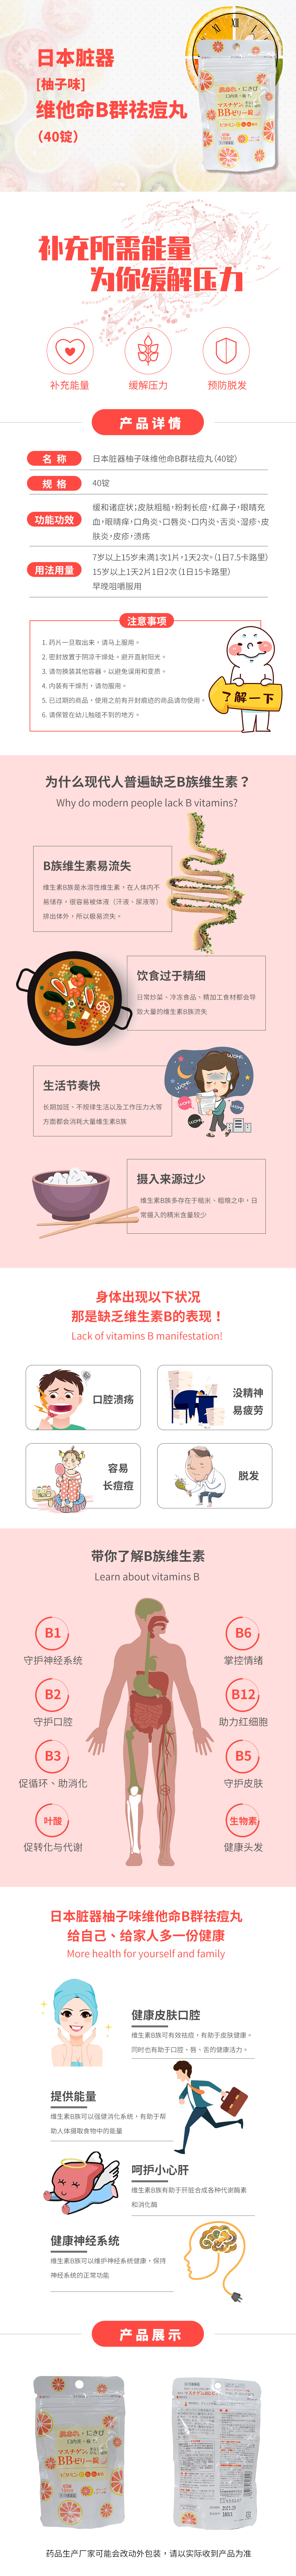 日本脏器
[柚子味]
维他命B群祛痘丸
（40锭）
补充所需能量
为你缓解压力
补充能量
缓解压力
预防脱发
产品详情
名 称
日本脏器柚子味维他命B群祛痘丸（40锭）
规 格
40锭
功能功效
缓和诸症状;皮肤粗糙,粉刺长痘,红鼻子,眼睛充
血,眼睛痒,口角炎,口唇炎、口内炎、舌炎、湿疹、皮
肤炎,皮疹,溃疡
用法用量
7岁以上15岁未满1次1片,1天2次。（1日7.5卡路里）
15岁以上1天2片1日2次（1日15卡路里）
早晚咀嚼服用
注意事项
1. 药片一旦取出来，请马上服用。
2. 密封放置于阴凉干燥处。避开直射阳光。
3. 请勿换装其他容器。以避免误用和变质。
4. 内装有干燥剂，请勿服用。
5. 已过期的商品，使用之前有开封痕迹的商品请勿使用。
6. 请保管在幼儿触碰不到的地方。
了解一下
为什么现代人普遍缺乏B族维生素？
Why do modern people lack B vitamins?
B族维生素易流失
维生素B族是水溶性维生素，在人体内不
易储存，很容易被体液（汗液、尿液等）
排出体外，所以极易流失。
饮食过于精细
日常炒菜、冷冻食品、精加工食材都会导
致大量的维生素B族流失
生活节奏快
长期加班、不规律生活以及工作压力大等
方面都会消耗大量维生素B族
WORK
WORK
WORK
WORK
摄入来源过少
维生素B族多存在于糙米、粗粮之中，日
常摄入的精米含量较少
身体出现以下状况
那是缺乏维生素B的表现！
Lack of vitamins B manifestation!
口腔溃疡
没精神
易疲劳
容易
长痘痘
脱发
带你了解B族维生素
Learn about vitamins B
B1
守护神经系统
B6
掌控情绪
B2
守护口腔
B12
助力红细胞
B3
促循环、助消化
B5
守护皮肤
叶酸
促转化与代谢
生物素
健康头发
日本脏器柚子味维他命B群祛痘丸
给自己、给家人多一份健康
More health for yourself and family
健康皮肤口腔
维生素B族可有效祛痘，有助于皮肤健康。
同时也有助于口腔、唇、舌的健康活力。
提供能量
维生素B族可以强健消化系统，有助于帮
助人体摄取食物中的能量
呵护小心肝
维生素B族有助于肝脏合成各种代谢酶素
和消化酶
健康神经系统
维生素B族可以维护神经系统健康，保持
神经系统的正常功能
产品展示
肌あれ・にきび
口内炎・痛み
マスチゲン
BBゼリー錠
ビタミン
药品生产厂家可能会改动外包装，请以实际收到产品为准